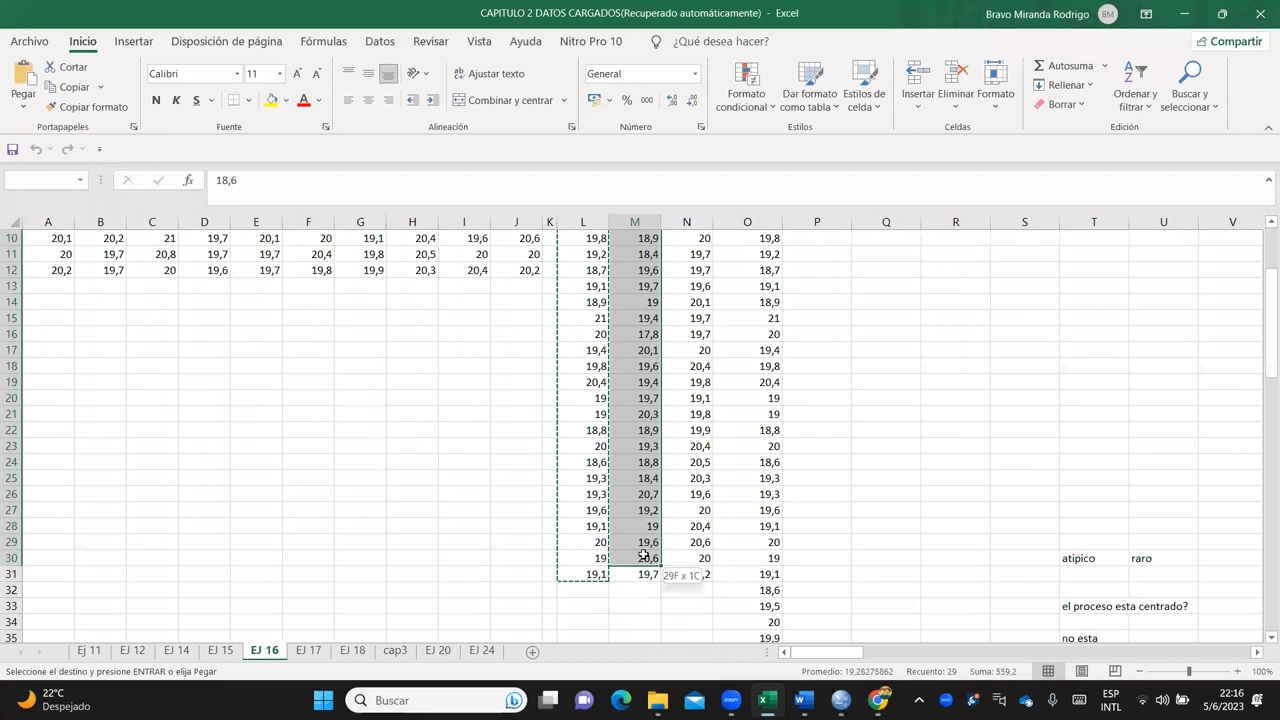 CAPITULO 2 DATOS CARGADOS(Recuperado automáticamente) - Excel
Bravo Miranda Rodrigo BM
Archivo Inicio Insertar Disposición de página Fórmulas Datos Revisar Vista Ayuda Nitro Pro 10 ¿Qué desea hacer? Compartir
Pegar
Cortar
Copiar
Copiar formato
Portapapeles
Calibri 11
N K S
Fuente
Ajustar texto
Combinar y centrar
Alineación
General
% 000
Número
Formato condicional
Dar formato como tabla
Estilos de celda
Estilos
Insertar Eliminar Formato
Celdas
Autosuma
Rellenar
Borrar
Ordenar y filtrar
Buscar y seleccionar
Edición
fx 18,6
A B C D E F G H I J K L M N O P Q R S T U V
10 20,1 20,2 21 19,7 20,1 20 19,1 20,4 19,6 20,6 19,8 18,9 20 19,8
11 20 19,7 20,8 19,7 19,7 20,4 19,8 20,5 20 20 19,2 18,4 19,7 19,2
12 20,2 19,7 20 19,6 19,7 19,8 19,9 20,3 20,4 20,2 18,7 19,6 19,7 18,7
13 19,1 19,7 19,6 19,1
14 18,9 19 20,1 18,9
15 21 19,4 19,7 21
16 20 17,8 19,7 20
17 19,4 20,1 20 19,4
18 19,8 19,6 20,4 19,8
19 20,4 19,4 19,8 20,4
20 19 19,7 19,1 19
21 19 20,3 19,8 19
22 18,8 18,9 19,9 18,8
23 20 19,3 20,4 20
24 18,6 18,8 20,5 18,6
25 19,3 18,4 20,3 19,3
26 19,3 20,7 19,6 19,3
27 19,6 19,2 20 19,6
28 19,1 19 20,4 19,1
29 20 19,6 20,6 20
30 19 20 19 atipico raro
31 19,1 19,7 29F x 1C ,2 19,1
32 18,6
33 19,5 el proceso esta centrado?
34 20
35 19,9 no esta
Ej 11 EJ 12 EJ 14 EJ 15 EJ 16 EJ 17 EJ 18 cap3 EJ 20 EJ 24
Seleccione el destino y presione ENTRAR o elija Pegar Promedio: 19,28275862 Recuento: 29 Suma: 559,2 100%
22°C
Despejado
Buscar
zoom zoom
ESP
INTL
22:16
5/6/2023